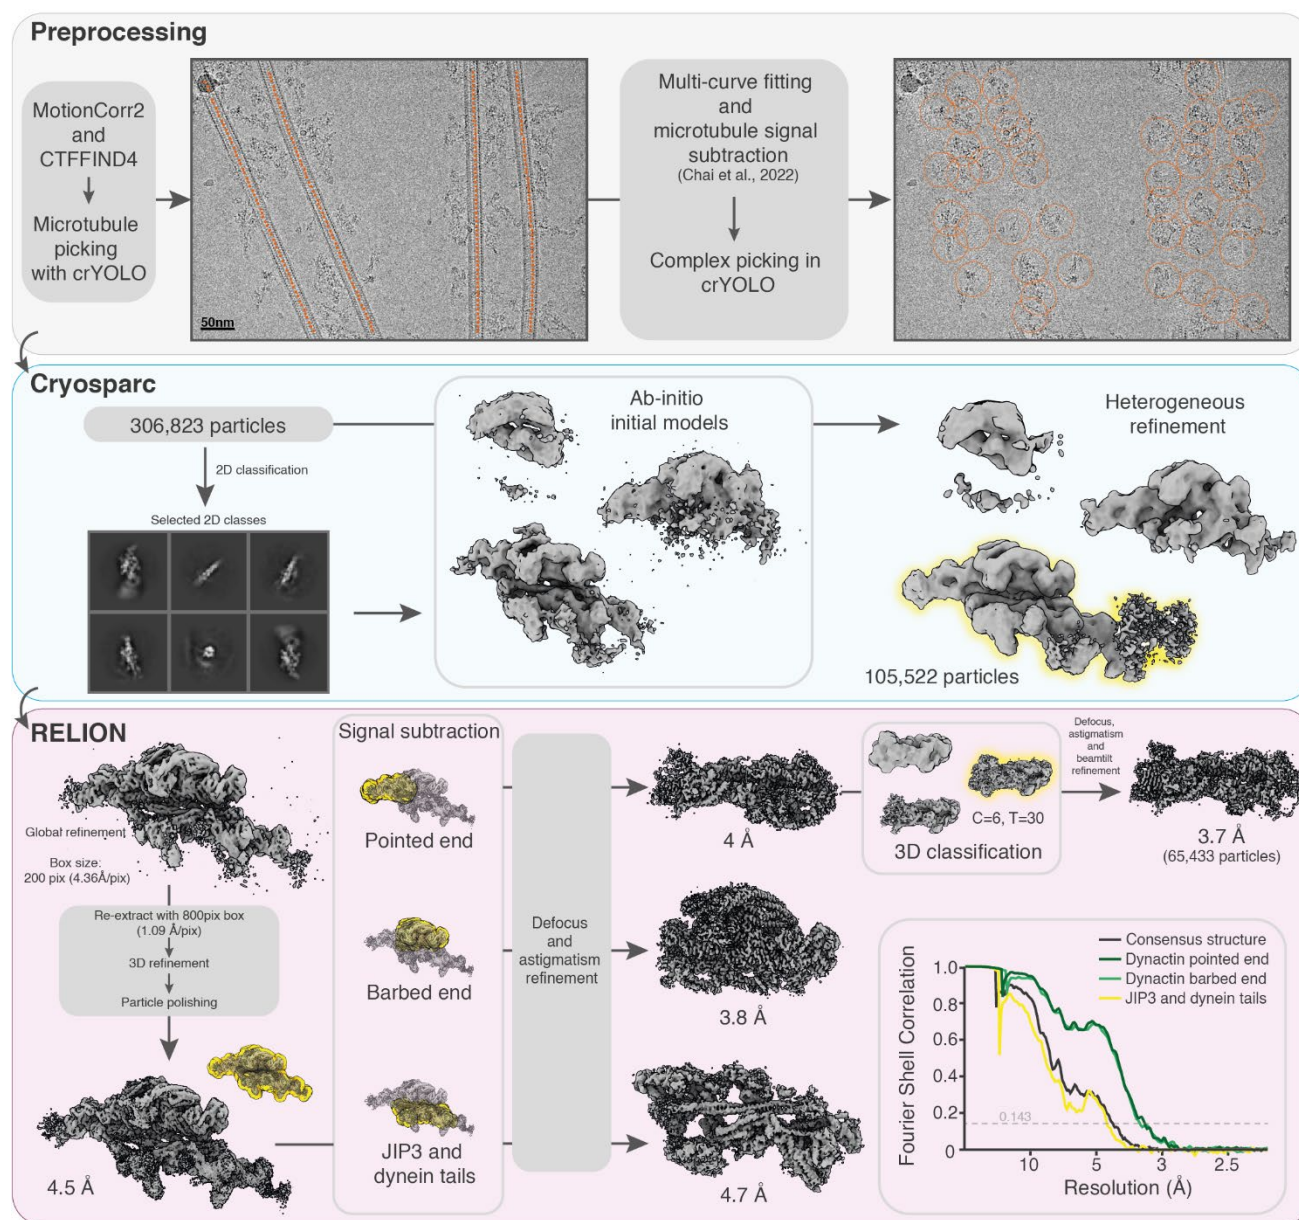 Preprocessing
MotionCorr2
and
CTFFIND4
Microtubule
picking
with crYOLO
50nm
Multi-curve fitting
and
microtubule signal
subtraction
(Chai et al., 2022)
Complex picking in
crYOLO
Cryosparc
306,823 particles
2D classification
Selected 2D classes
Ab-initio
initial models
Heterogeneous
refinement
105,522 particles
RELION
Global refinement
Box size:
200 pix (4.36Å/pix)
Re-extract with 800pix box
(1.09 Å/pix)
3D refinement
Particle polishing
4.5 Å
Signal subtraction
Pointed end
Barbed end
JIP3 and
dynein tails
Defocus
and
astigmatism
refinement
4 Å
3.8 Å
4.7 Å
C=6, T=30
3D classification
Defocus,
astigmatism
and
beamtilt
refinement
3.7 Å
(65,433 particles)
Consensus structure
Dynactin pointed end
Dynactin barbed end
JIP3 and dynein tails
Fourier Shell Correlation
1.0
0.8
0.6
0.4
0.2
0
0.143
10
5
3
2.5
Resolution (Å)